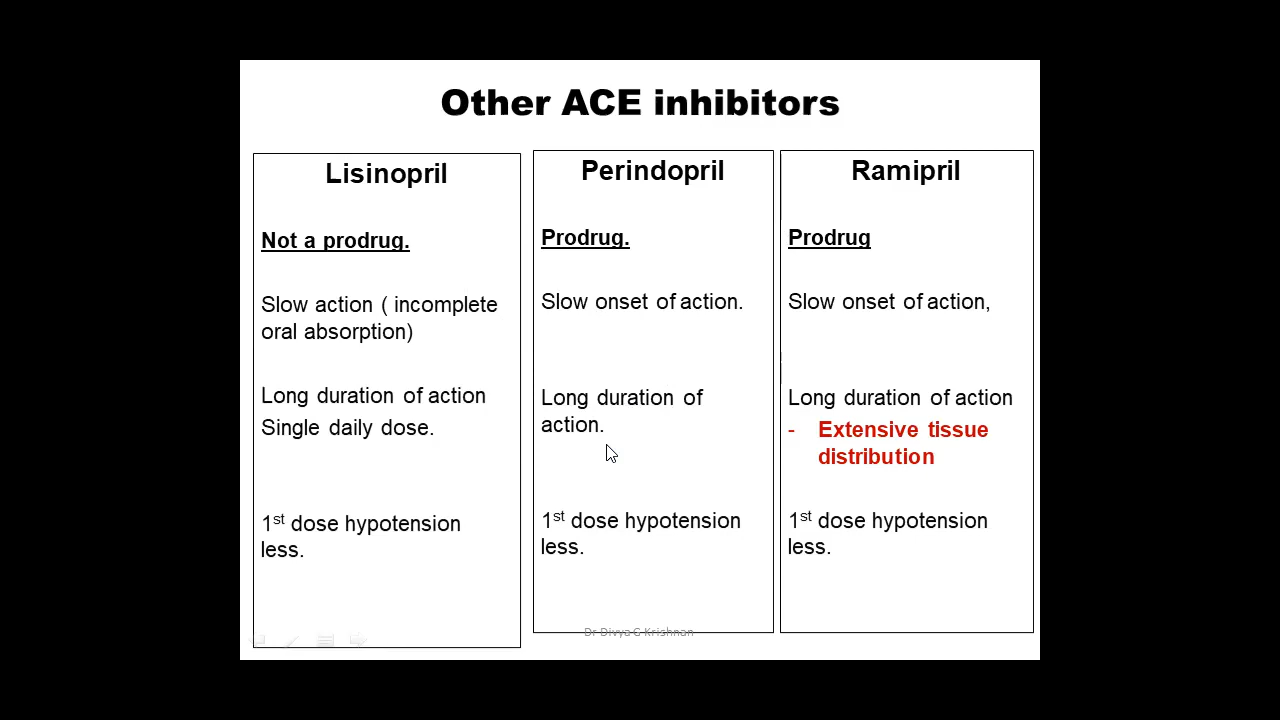 Other ACE inhibitors
Lisinopril
Not a prodrug.
Slow action ( incomplete
oral absorption)
Long duration of action
Single daily dose.
1st dose hypotension
less.
Perindopril
Prodrug.
Slow onset of action.
Long duration of
action.
1st dose hypotension
less.
Ramipril
Prodrug
Slow onset of action,
Long duration of action
- Extensive tissue
distribution
1st dose hypotension
less.
Dr Divya G Krishnan